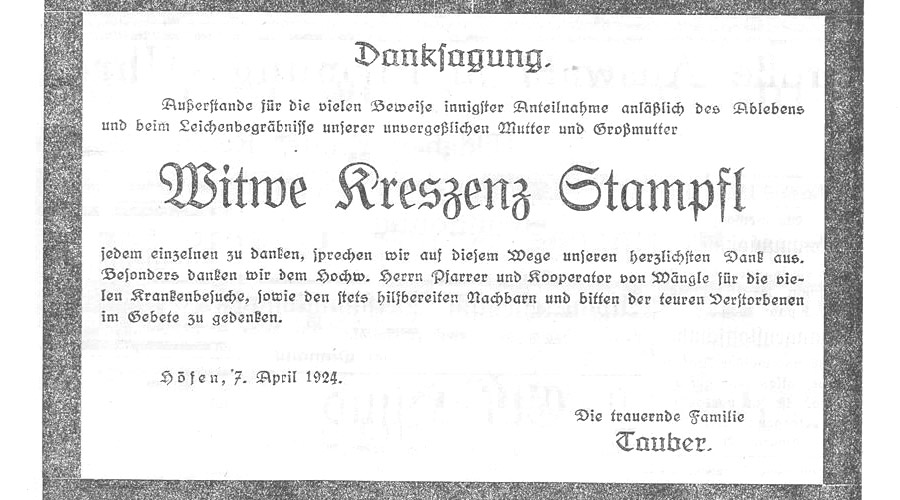 Danksagung.
Außerstande für die vielen Beweise innigster Anteilnahme anläßlich des Ablebens
und beim Leichenbegräbnisse unserer unvergeßlichen Mutter und Großmutter
Witwe Kreszenz Stampfl
jedem einzelnen zu danken, sprechen wir auf diesem Wege unseren herzlichsten Dank aus.
Besonders danken wir dem Hochw. Herrn Pfarrer und Kooperator von Wängle für die vie-
len Krankenbesuche, sowie den stets hilfbereiten Nachbarn und bitten der teuren Verstorbenen
im Gebete zu gedenken.
Höfen, 7. April 1924.
Die trauernde Familie
Tauber.